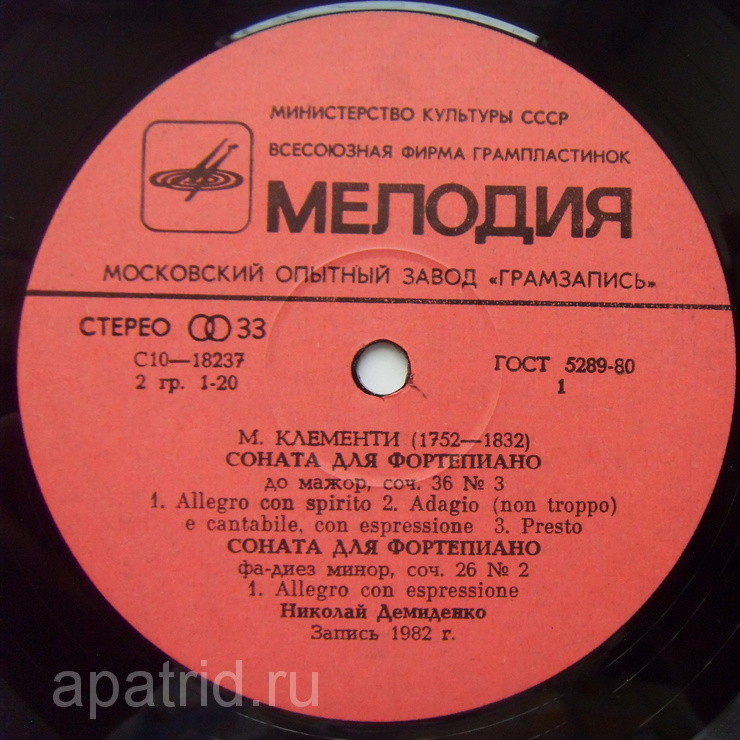 МИНИСТЕРСТВО КУЛЬТУРЫ СССР
ВСЕСОЮЗНАЯ ФИРМА ГРАМПЛАСТИНОК
МЕЛОДИЯ
МОСКОВСКИЙ ОПЫТНЫЙ ЗАВОД «ГРАМЗАПИСЬ»
СТЕРЕО 33
С10—18237
2 гр. 1-20
ГОСТ 5289-80
1
М. КЛЕМЕНТИ (1752—1832)
СОНАТА ДЛЯ ФОРТЕПИАНО
до мажор, соч. 36 № 3
1. Allegro con spirito 2. Adagio (non troppo)
e cantabile, con espressione 3. Presto
СОНАТА ДЛЯ ФОРТЕПИАНО
фа-диез минор, соч. 26 № 2
1. Allegro con espressione
Николай Демиденко
Запись 1982 г.
apatrid.ru